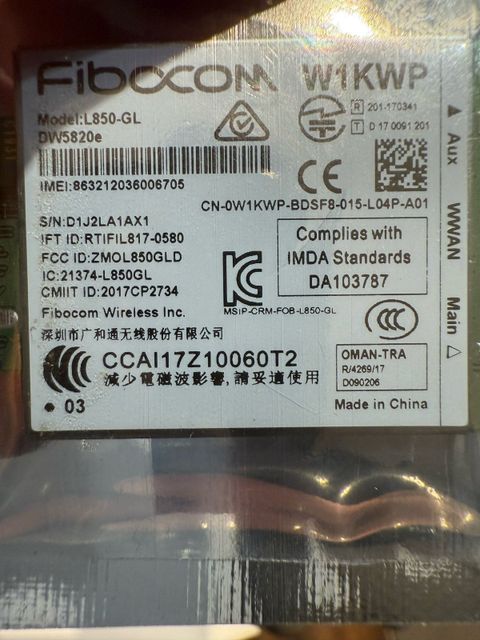 Fibocom W1KWP
Model:L850-GL
DW5820e
R 201-170341
T D 17 0091 201
IMEI:863212036006705
CN-0W1KWP-BDSF8-015-L04P-A01
S/N:D1J2LA1AX1
IFT ID:RTIFIL817-0580
FCC ID:ZMOL850GLD
IC:21374-L850GL
CMIIT ID:2017CP2734
Fibocom Wireless Inc.
深圳市广和通无线股份有限公司
CE
Complies with
IMDA Standards
DA103787
MSIP-CRM-FOB-L850-GL
CCC
CCAI17Z10060T2
減少電磁波影響,請妥適使用
03
OMAN-TRA
R/4269/17
D090206
Made in China
Aux
WWAN
Main